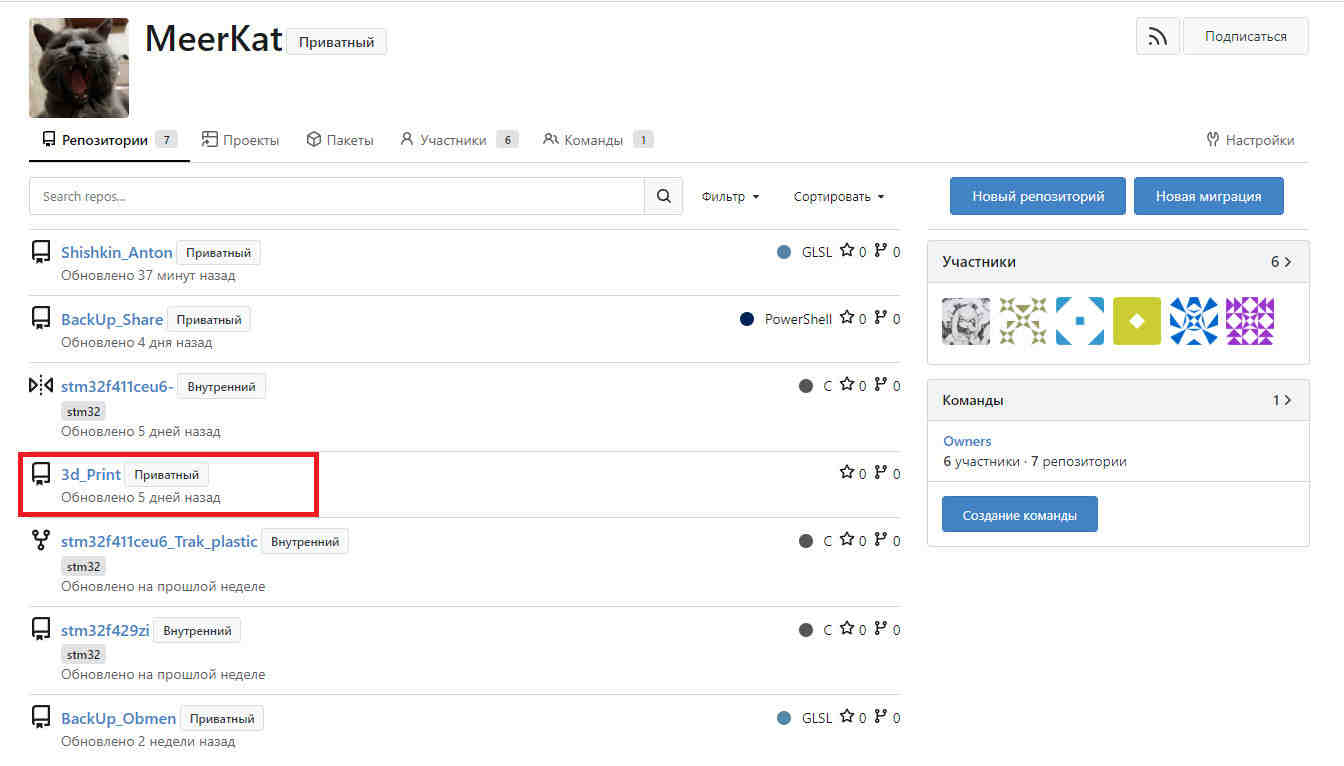 MeerKat Приватный
Подписаться
Репозитории 7 Проекты Пакеты Участники 6 Команды 1 Настройки
Search repos... Фильтр Сортировать
Новый репозиторий Новая миграция
Shishkin_Anton Приватный GLSL 0 0
Обновлено 37 минут назад
BackUp_Share Приватный PowerShell 0 0
Обновлено 4 дня назад
stm32f411ceu6- Внутренний C 0 0
stm32
Обновлено 5 дней назад
3d_Print Приватный 0 0
Обновлено 5 дней назад
stm32f411ceu6_Trak_plastic Внутренний C 0 0
stm32
Обновлено на прошлой неделе
stm32f429zi Внутренний C 0 0
stm32
Обновлено на прошлой неделе
BackUp_Obmen Приватный GLSL 0 0
Обновлено 2 недели назад
Участники 6
Команды 1
Owners
6 участники · 7 репозитории
Создание команды